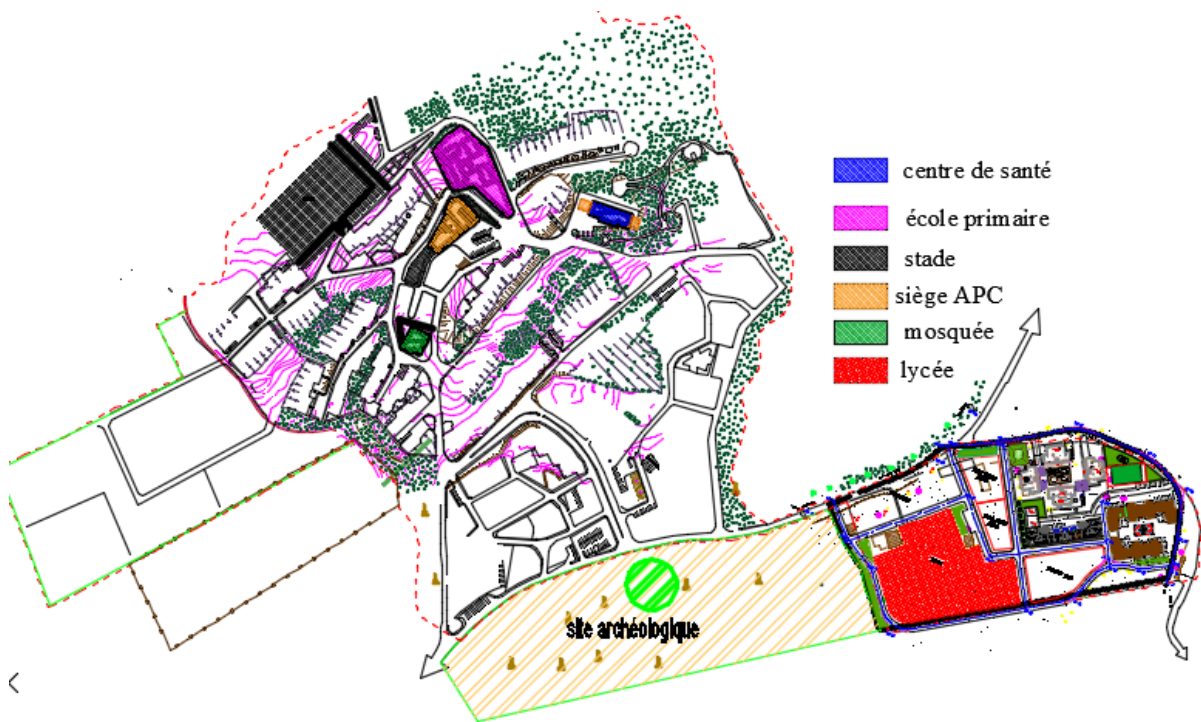 centre de santé
école primaire
stade
siège APC
mosquée
lycée
site archéologique